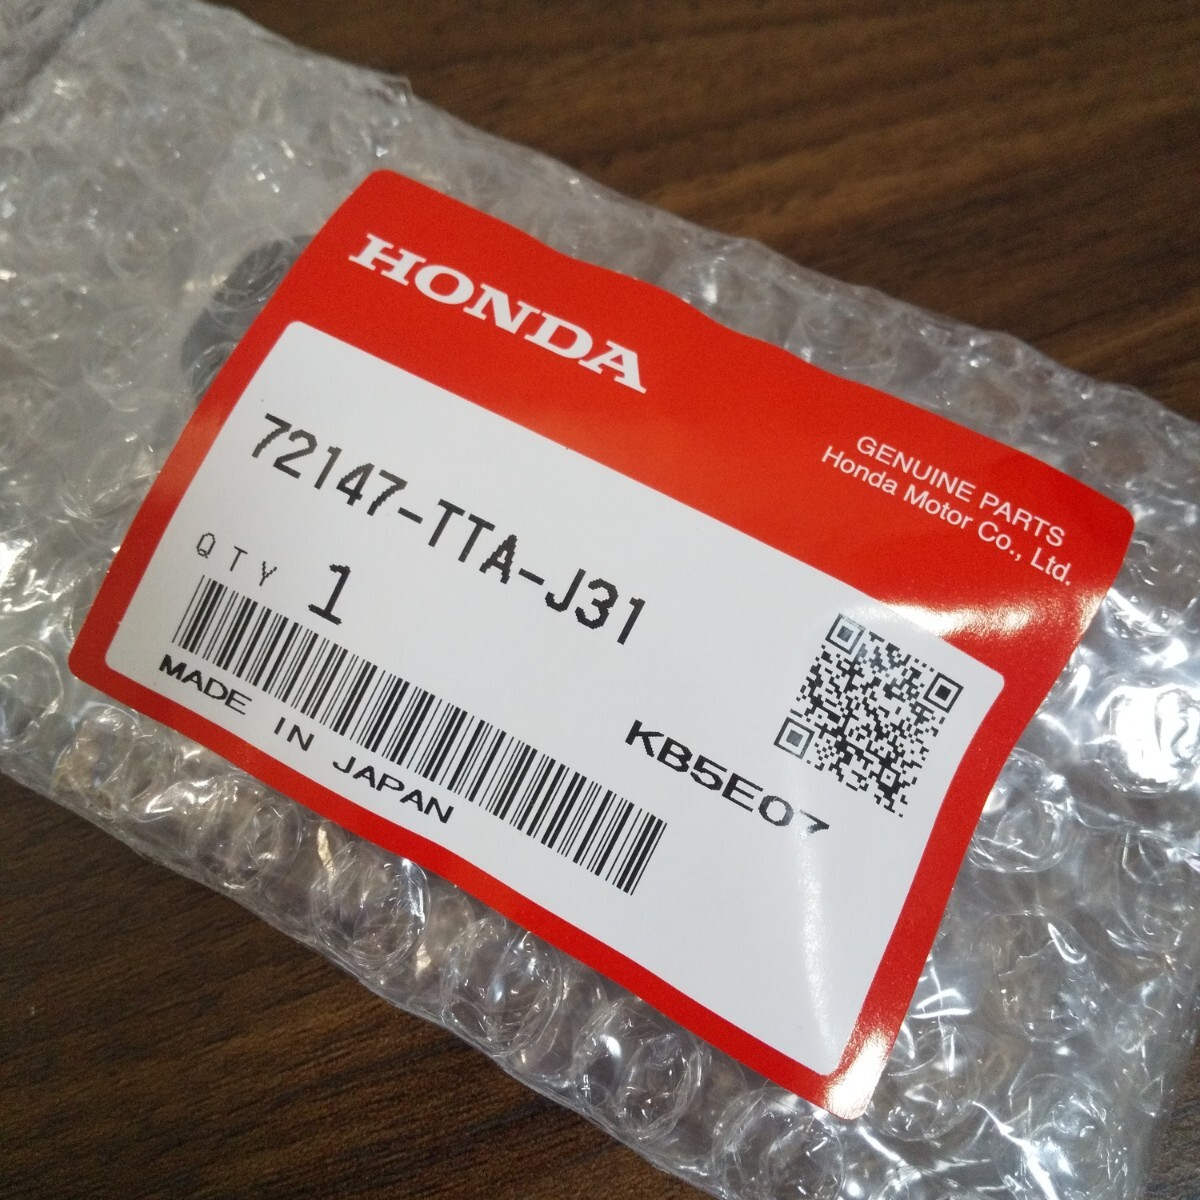 HONDA
GENUINE PARTS
Honda Motor Co., Ltd.
72147-TTA-J31
QTY 1
KB5E07
MADE IN JAPAN